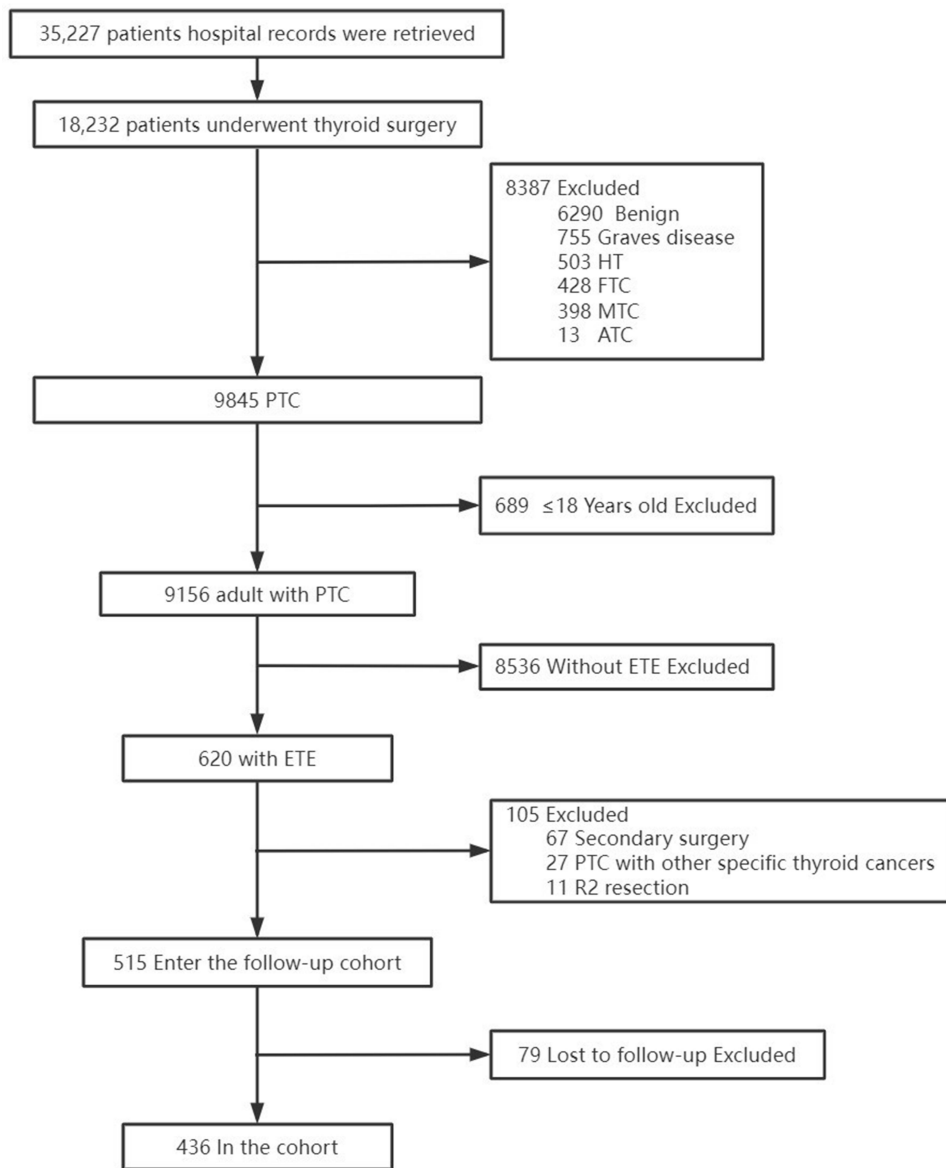 35,227 patients hospital records were retrieved
18,232 patients underwent thyroid surgery
8387 Excluded
6290 Benign
755 Graves disease
503 HT
428 FTC
398 MTC
13 ATC
9845 PTC
689 ≤18 Years old Excluded
9156 adult with PTC
8536 Without ETE Excluded
620 with ETE
105 Excluded
67 Secondary surgery
27 PTC with other specific thyroid cancers
11 R2 resection
515 Enter the follow-up cohort
79 Lost to follow-up Excluded
436 In the cohort